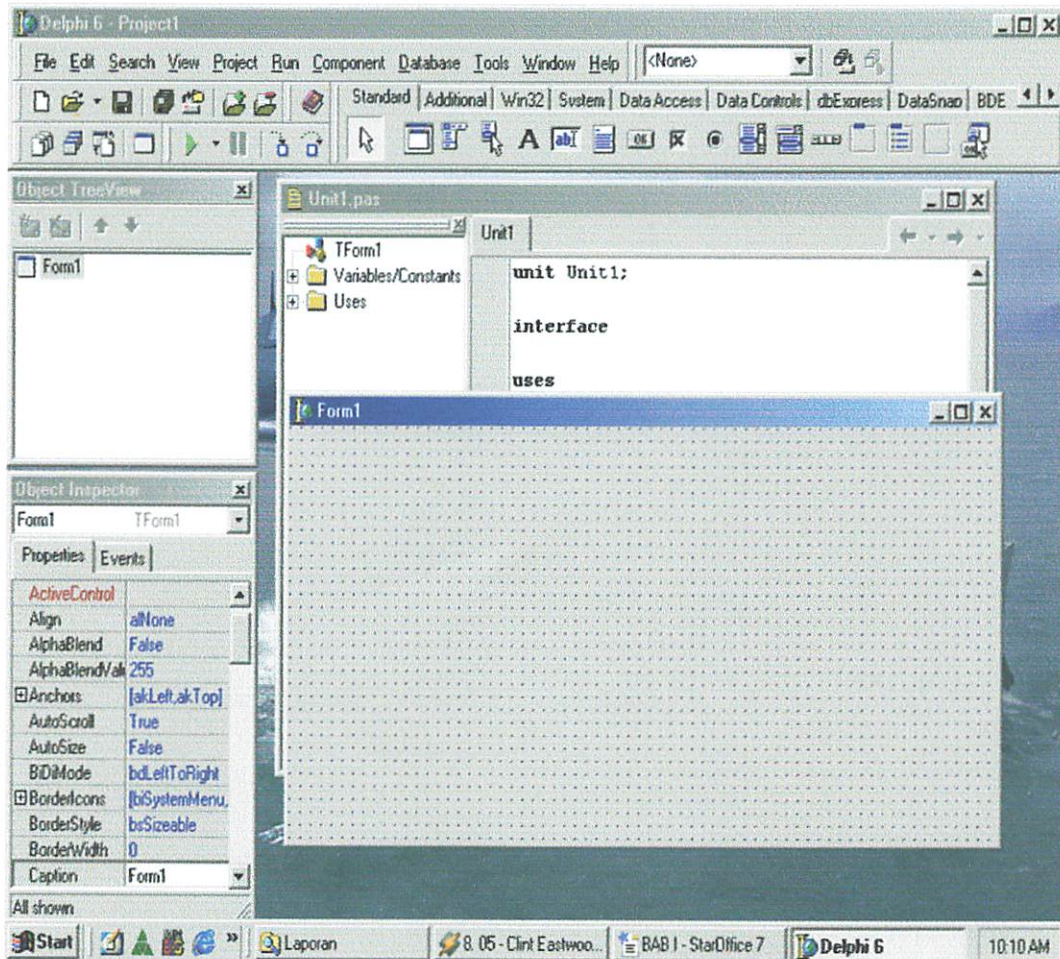 Delphi 6 - Project1
File Edit Search View Project Run Component Database Tools Window Help <None>
Standard Additional Win32 System Data Access Data Controls dbExpress DataSnap BDE
A ab OK
Object TreeView
Form1
Unit1.pas
Unit1
TForm1
Variables/Constants
Uses
unit Unit1;
interface
uses
Form1
Object Inspector
Form1 TForm1
Properties Events
ActiveControl
Align alNone
AlphaBlend False
AlphaBlendVal 255
Anchors [akLeft,akTop]
AutoScroll True
AutoSize False
BiDiMode bdLeftToRight
BorderIcons [biSystemMenu,
BorderStyle bsSizeable
BorderWidth 0
Caption Form1
All shown
Start » Laporan 8. 05 - Clint Eastwoo... BAB I - StarOffice 7 Delphi 6 10:10 AM